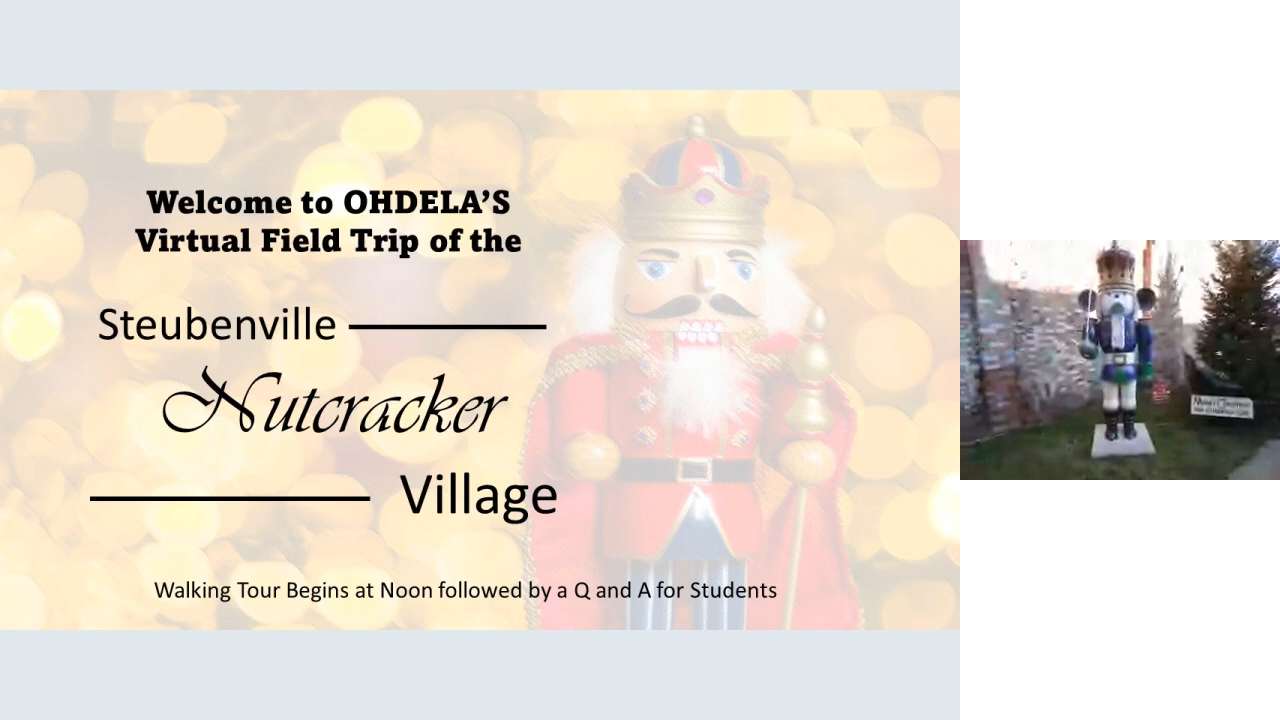 Welcome to OHDELA’S
Virtual Field Trip of the
Steubenville
Nutcracker
Village
Walking Tour Begins at Noon followed by a Q and A for Students